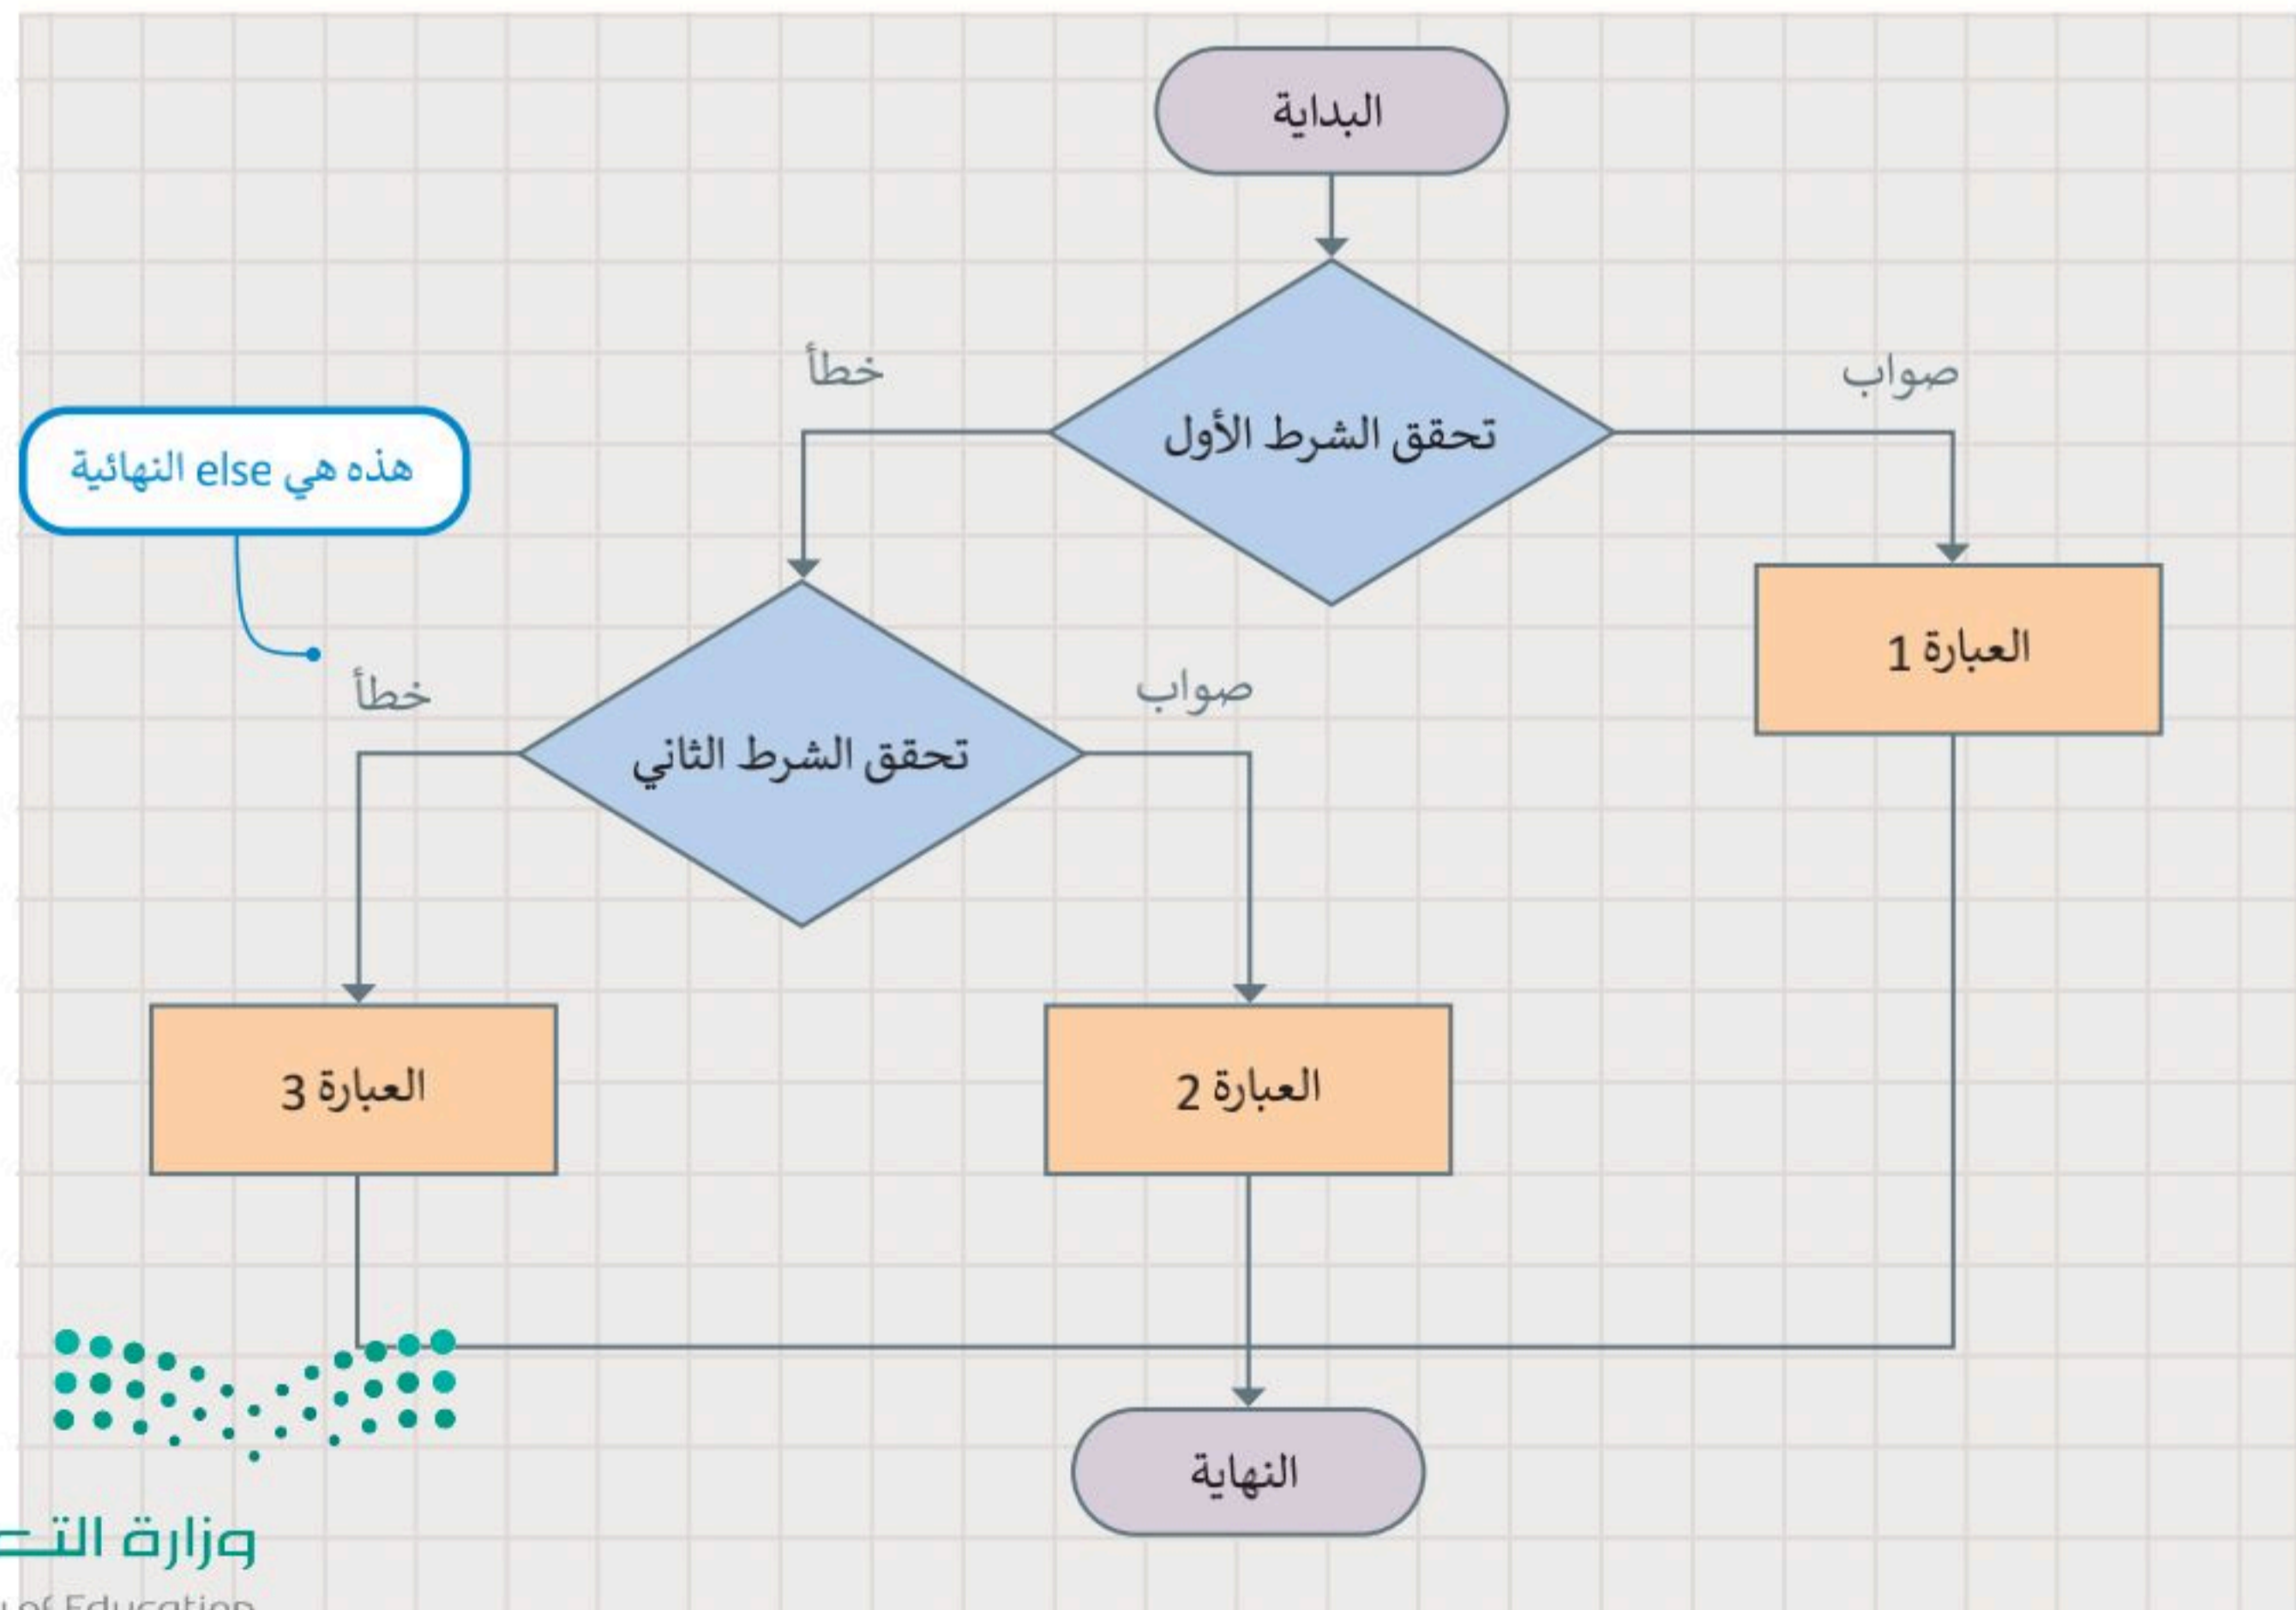 البداية
تحقق الشرط الأول
صواب
خطأ
هذه هي else النهائية
العبارة 1
تحقق الشرط الثاني
صواب
خطأ
العبارة 2
العبارة 3
النهاية
وزارة
of Education